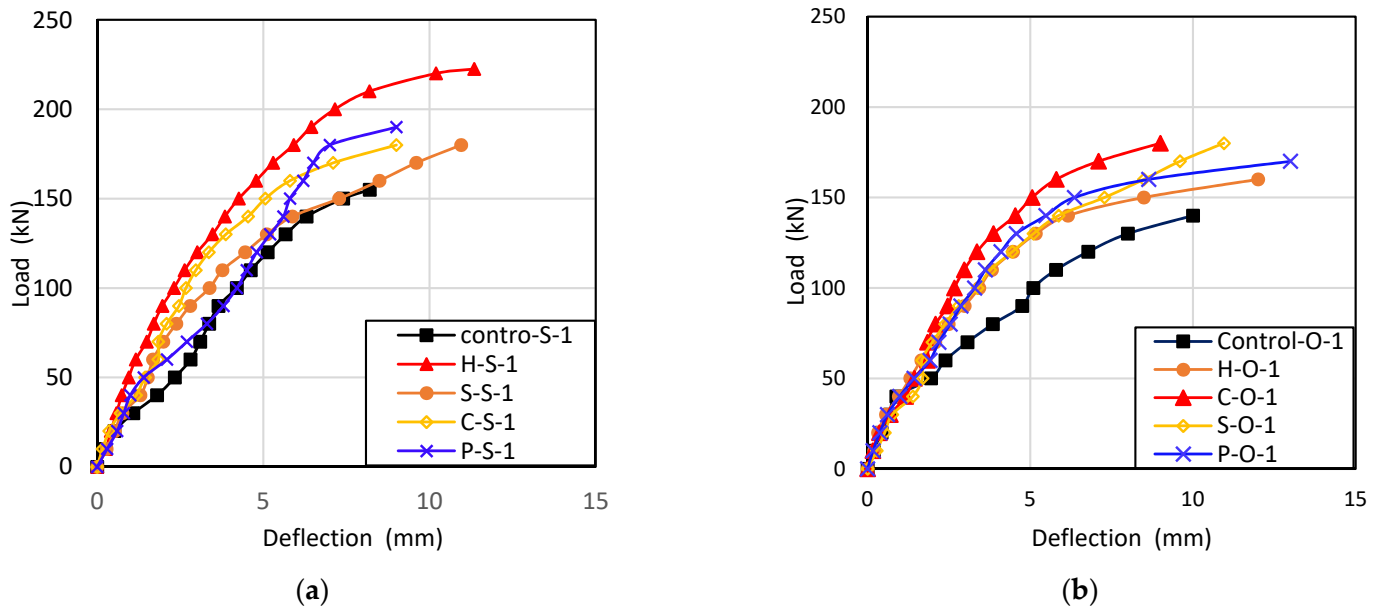 250
200
150
100
50
0
Load (kN)
0 5 10 15
Deflection (mm)
contro-S-1
H-S-1
S-S-1
C-S-1
P-S-1
(a)
250
200
150
100
50
0
Load (kN)
0 5 10 15
Deflection (mm)
Control-O-1
H-O-1
C-O-1
S-O-1
P-O-1
(b)